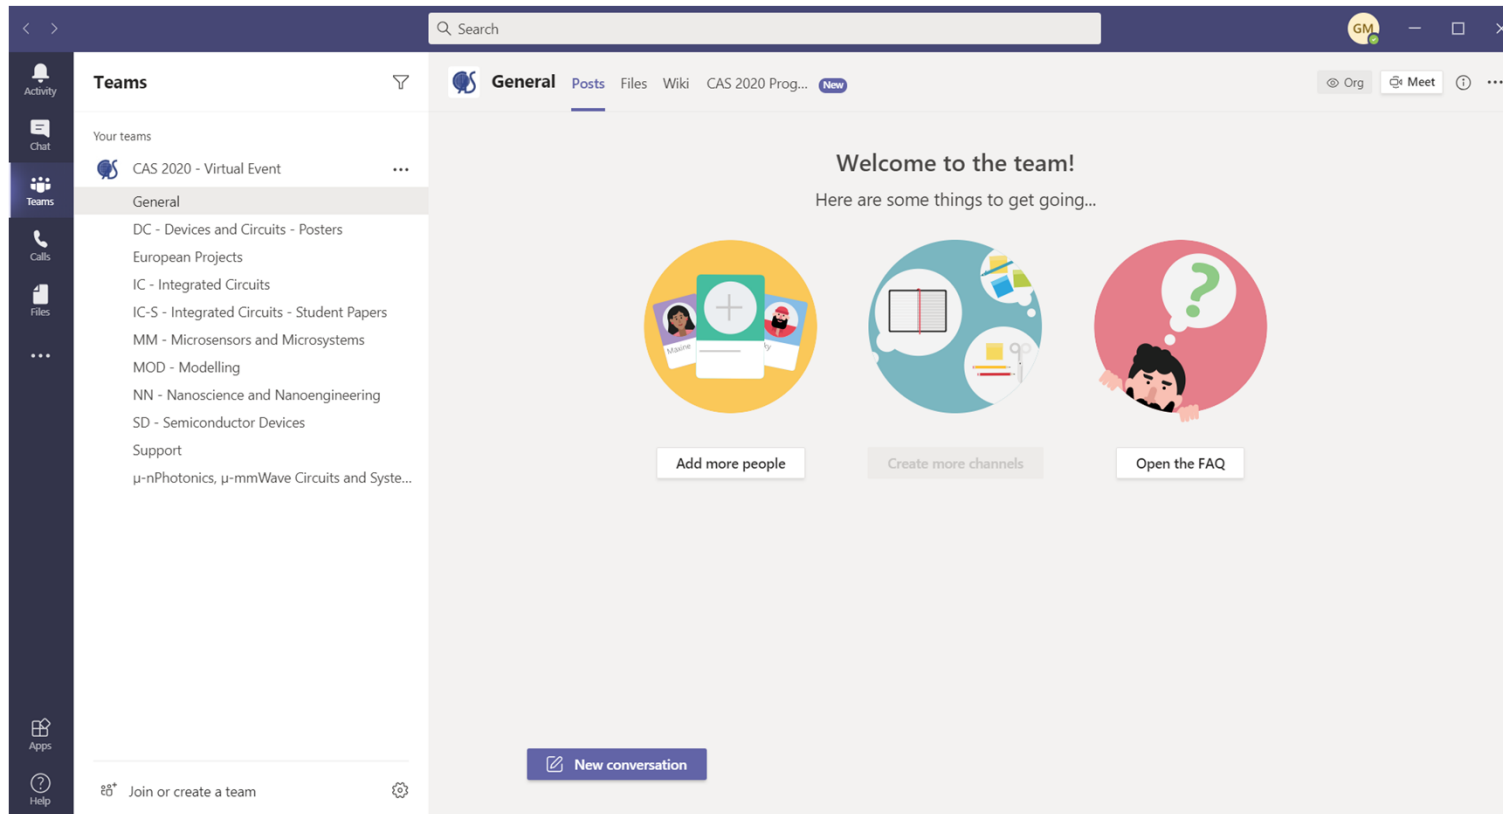 Search
GM
Activity
Chat
Teams
Calls
Files
Apps
Help
Teams
Your teams
CAS 2020 - Virtual Event
General
DC - Devices and Circuits - Posters
European Projects
IC - Integrated Circuits
IC-S - Integrated Circuits - Student Papers
MM - Microsensors and Microsystems
MOD - Modelling
NN - Nanoscience and Nanoengineering
SD - Semiconductor Devices
Support
μ-nPhotonics, μ-mmWave Circuits and Syste...
Join or create a team
General Posts Files Wiki CAS 2020 Prog... New
Org Meet
Welcome to the team!
Here are some things to get going...
Maxine
ky
Add more people
Create more channels
Open the FAQ
New conversation